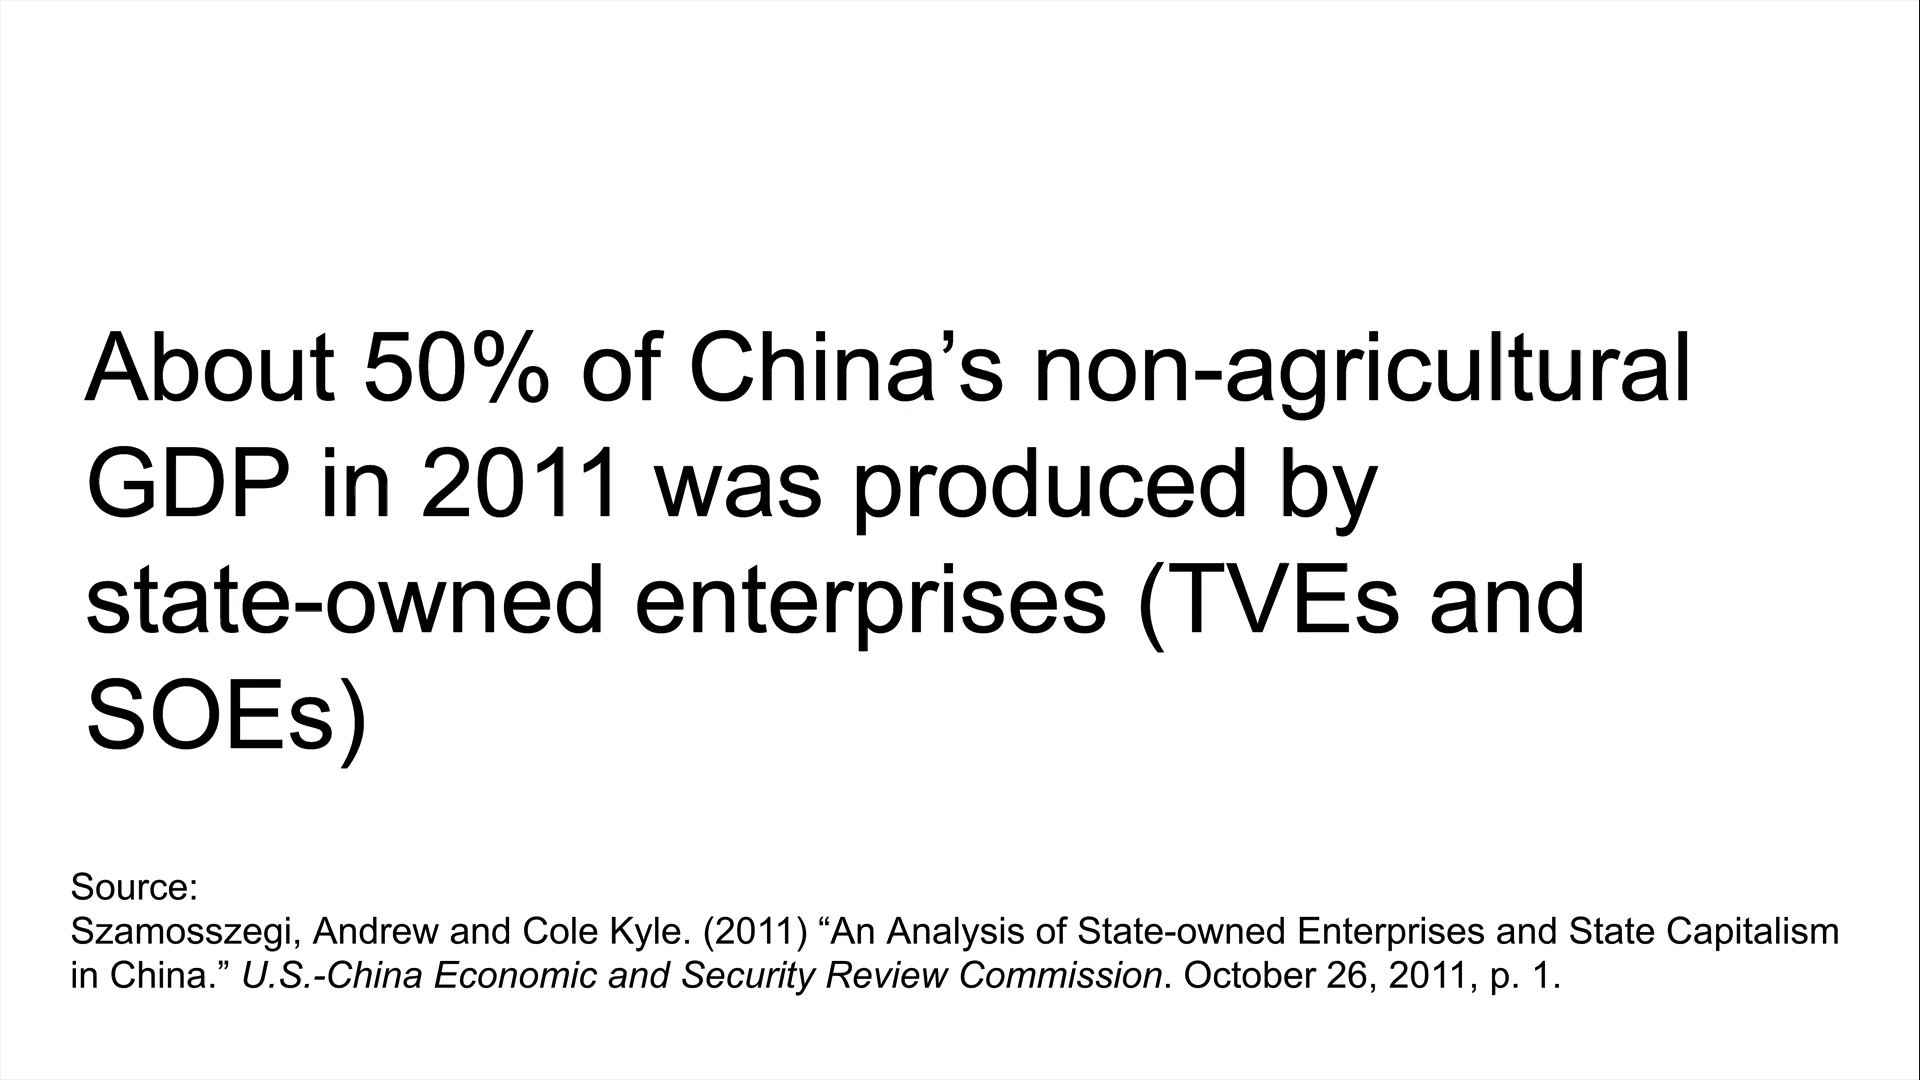 About 50% of China’s non-agricultural
GDP in 2011 was produced by
state-owned enterprises (TVEs and
SOEs)
Source:
Szamosszegi, Andrew and Cole Kyle. (2011) “An Analysis of State-owned Enterprises and State Capitalism
in China.” U.S.-China Economic and Security Review Commission. October 26, 2011, p. 1.